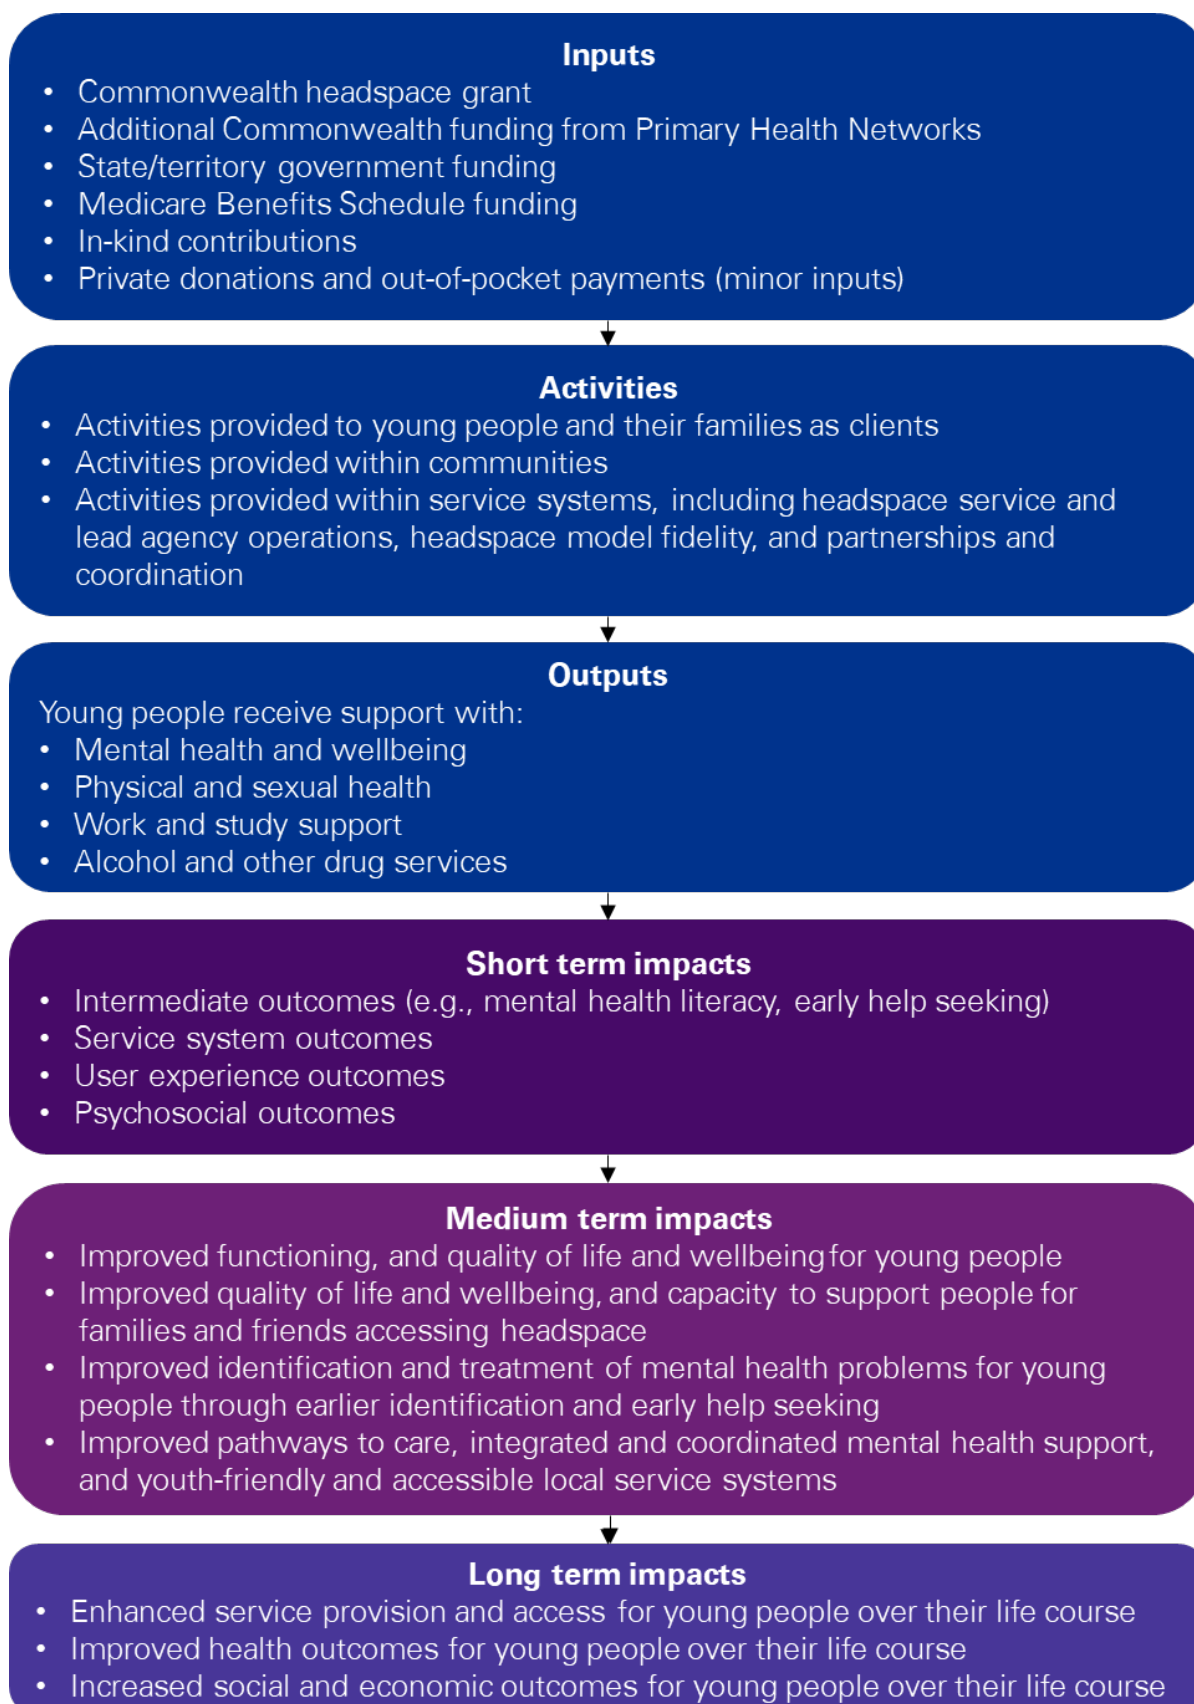 Inputs
• Commonwealth headspace grant
• Additional Commonwealth funding from Primary Health Networks
• State/territory government funding
• Medicare Benefits Schedule funding
• In-kind contributions
• Private donations and out-of-pocket payments (minor inputs)
Activities
• Activities provided to young people and their families as clients
• Activities provided within communities
• Activities provided within service systems, including headspace service and
lead agency operations, headspace model fidelity, and partnerships and
coordination
Outputs
Young people receive support with:
• Mental health and wellbeing
• Physical and sexual health
• Work and study support
• Alcohol and other drug services
Short term impacts
• Intermediate outcomes (e.g., mental health literacy, early help seeking)
• Service system outcomes
• User experience outcomes
• Psychosocial outcomes
Medium term impacts
• Improved functioning, and quality of life and wellbeing for young people
• Improved quality of life and wellbeing, and capacity to support people for
families and friends accessing headspace
• Improved identification and treatment of mental health problems for young
people through earlier identification and early help seeking
• Improved pathways to care, integrated and coordinated mental health support,
and youth-friendly and accessible local service systems
Long term impacts
• Enhanced service provision and access for young people over their life course
• Improved health outcomes for young people over their life course
• Increased social and economic outcomes for young people over their life course